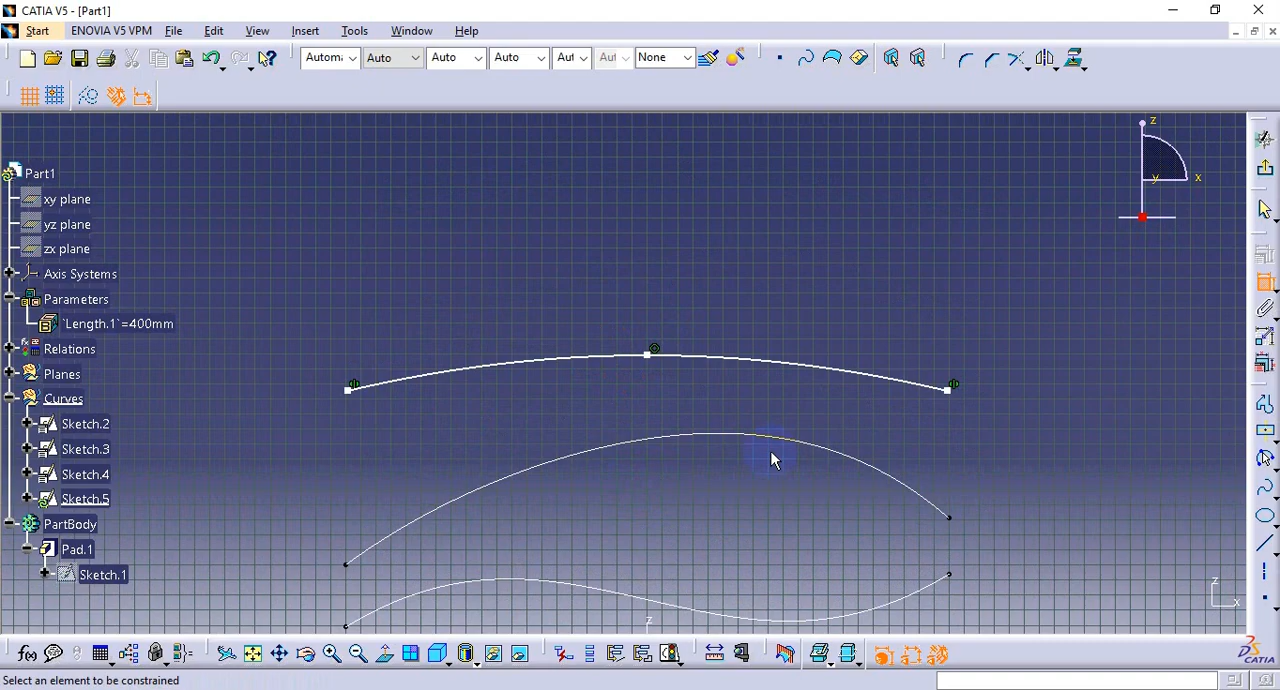 CATIA V5 - [Part1]
Start ENOVIA V5 VPM File Edit View Insert Tools Window Help
Automa Auto Auto Auto Aut Aut None
z
y x
Part1
xy plane
yz plane
zx plane
Axis Systems
Parameters
`Length.1`=400mm
Relations
Planes
Curves
Sketch.2
Sketch.3
Sketch.4
Sketch.5
PartBody
Pad.1
Sketch.1
z
z
x
f(x)
CATIA
Select an element to be constrained